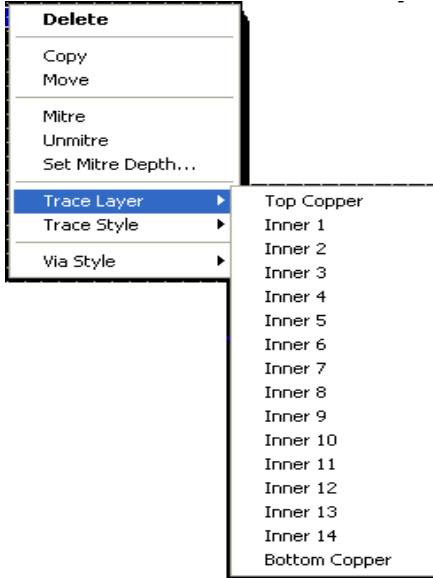 Delete
Copy
Move
Mitre
Unmitre
Set Mitre Depth...
Trace Layer
Trace Style
Via Style
Top Copper
Inner 1
Inner 2
Inner 3
Inner 4
Inner 5
Inner 6
Inner 7
Inner 8
Inner 9
Inner 10
Inner 11
Inner 12
Inner 13
Inner 14
Bottom Copper